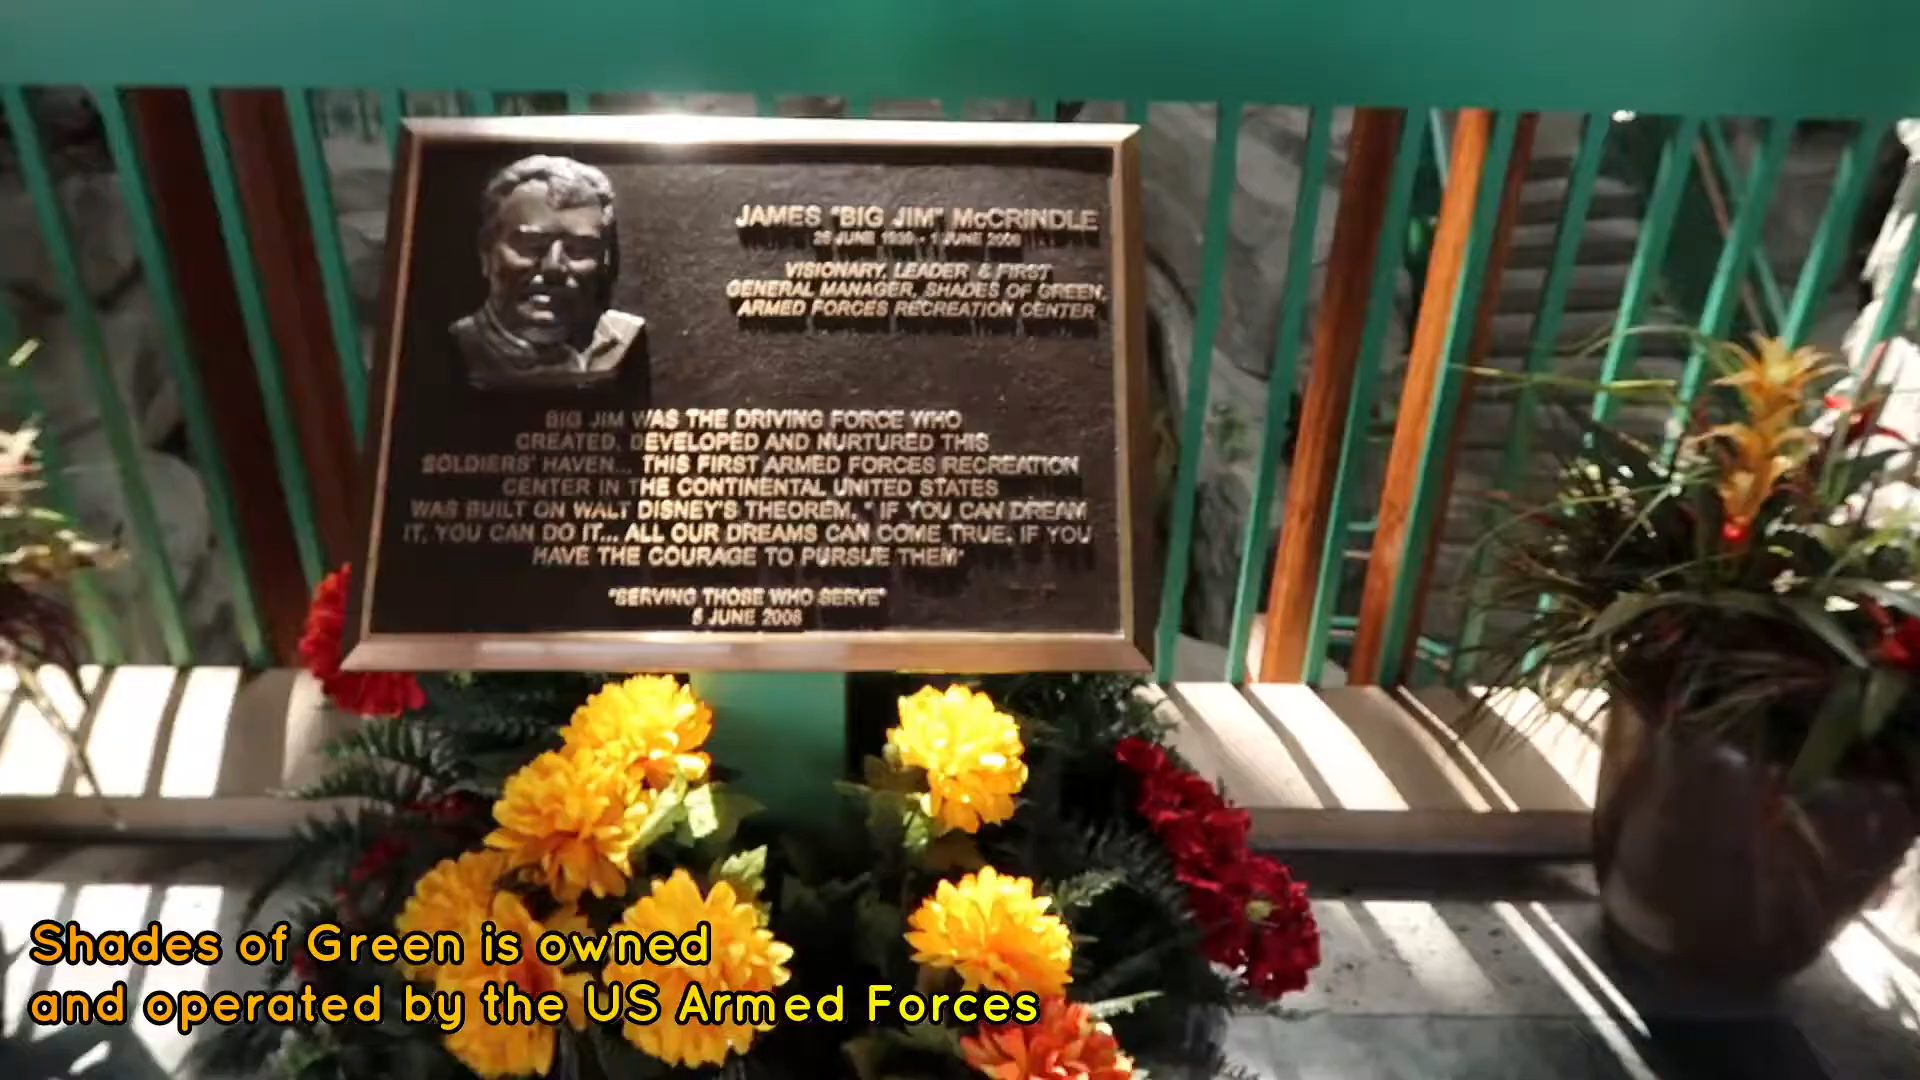 JAMES "BIG JIM" McCRINDLE
JUNE - 1 JUNE
VISIONARY, LEADER & FIRST
GENERAL MANAGER, SHADES OF GREEN,
ARMED FORCES RECREATION CENTER
BIG JIM WAS THE DRIVING FORCE WHO
CREATED, DEVELOPED AND NURTURED THIS
SOLDIERS' HAVEN... THIS FIRST ARMED FORCES RECREATION
CENTER IN THE CONTINENTAL UNITED STATES
WAS BUILT ON WALT DISNEY'S THEOREM, " IF YOU CAN DREAM
IT, YOU CAN DO IT... ALL OUR DREAMS CAN COME TRUE, IF YOU
HAVE THE COURAGE TO PURSUE THEM"
"SERVING THOSE WHO SERVE"
5 JUNE 2008
Shades of Green is owned
and operated by the US Armed Forces